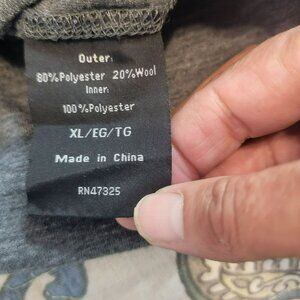 Outer:
80%Polyester 20%Wool
Inner:
100%Polyester
XL/EG/TG
Made in China
RN47325